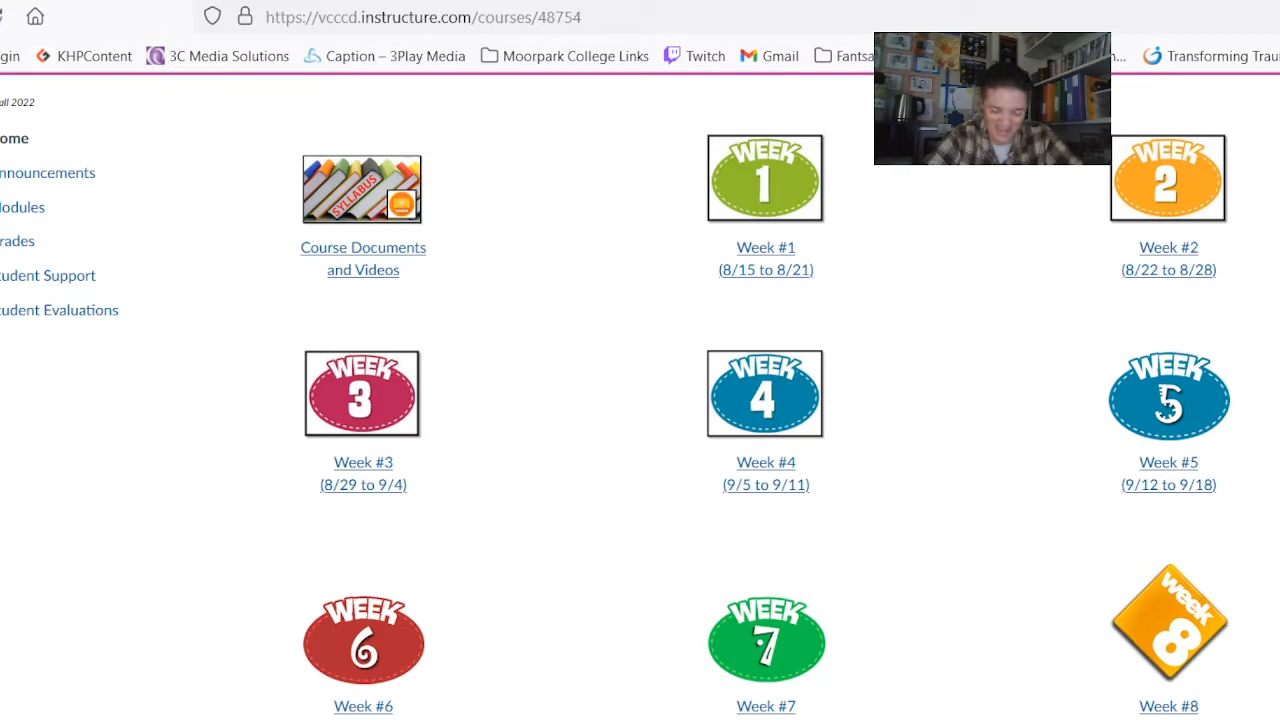 https://vcccd.instructure.com/courses/48754
gin KHPContent 3C Media Solutions Caption – 3Play Media Moorpark College Links Twitch Gmail Fantsa ... Transforming Trau
all 2022
ome
nnouncements
odules
rades
tudent Support
tudent Evaluations
SYLLABUS
Course Documents
and Videos
WEEK
1
Week #1
(8/15 to 8/21)
WEEK
2
Week #2
(8/22 to 8/28)
WEEK
3
Week #3
(8/29 to 9/4)
WEEK
4
Week #4
(9/5 to 9/11)
WEEK
5
Week #5
(9/12 to 9/18)
WEEK
6
Week #6
WEEK
7
Week #7
week
8
Week #8